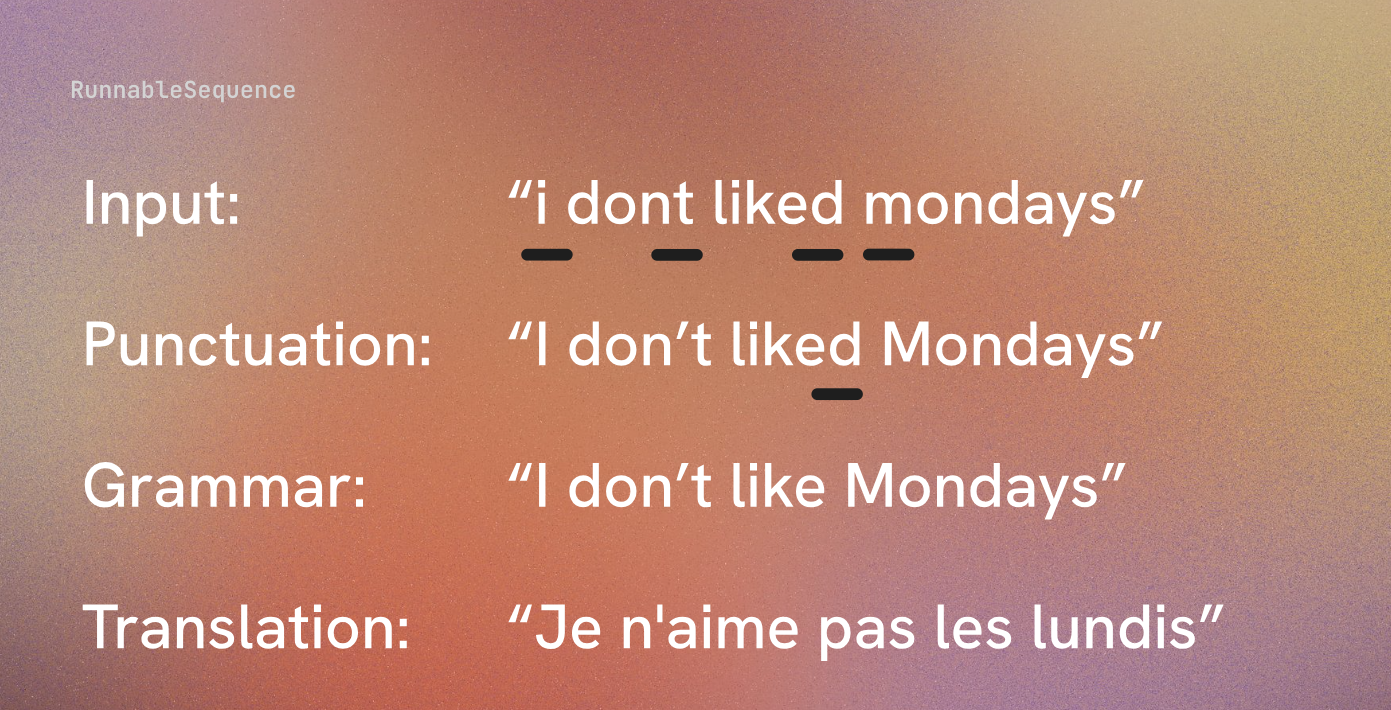 RunnableSequence
Input: “i dont liked mondays”
Punctuation: “I don’t liked Mondays”
Grammar: “I don’t like Mondays”
Translation: “Je n'aime pas les lundis”